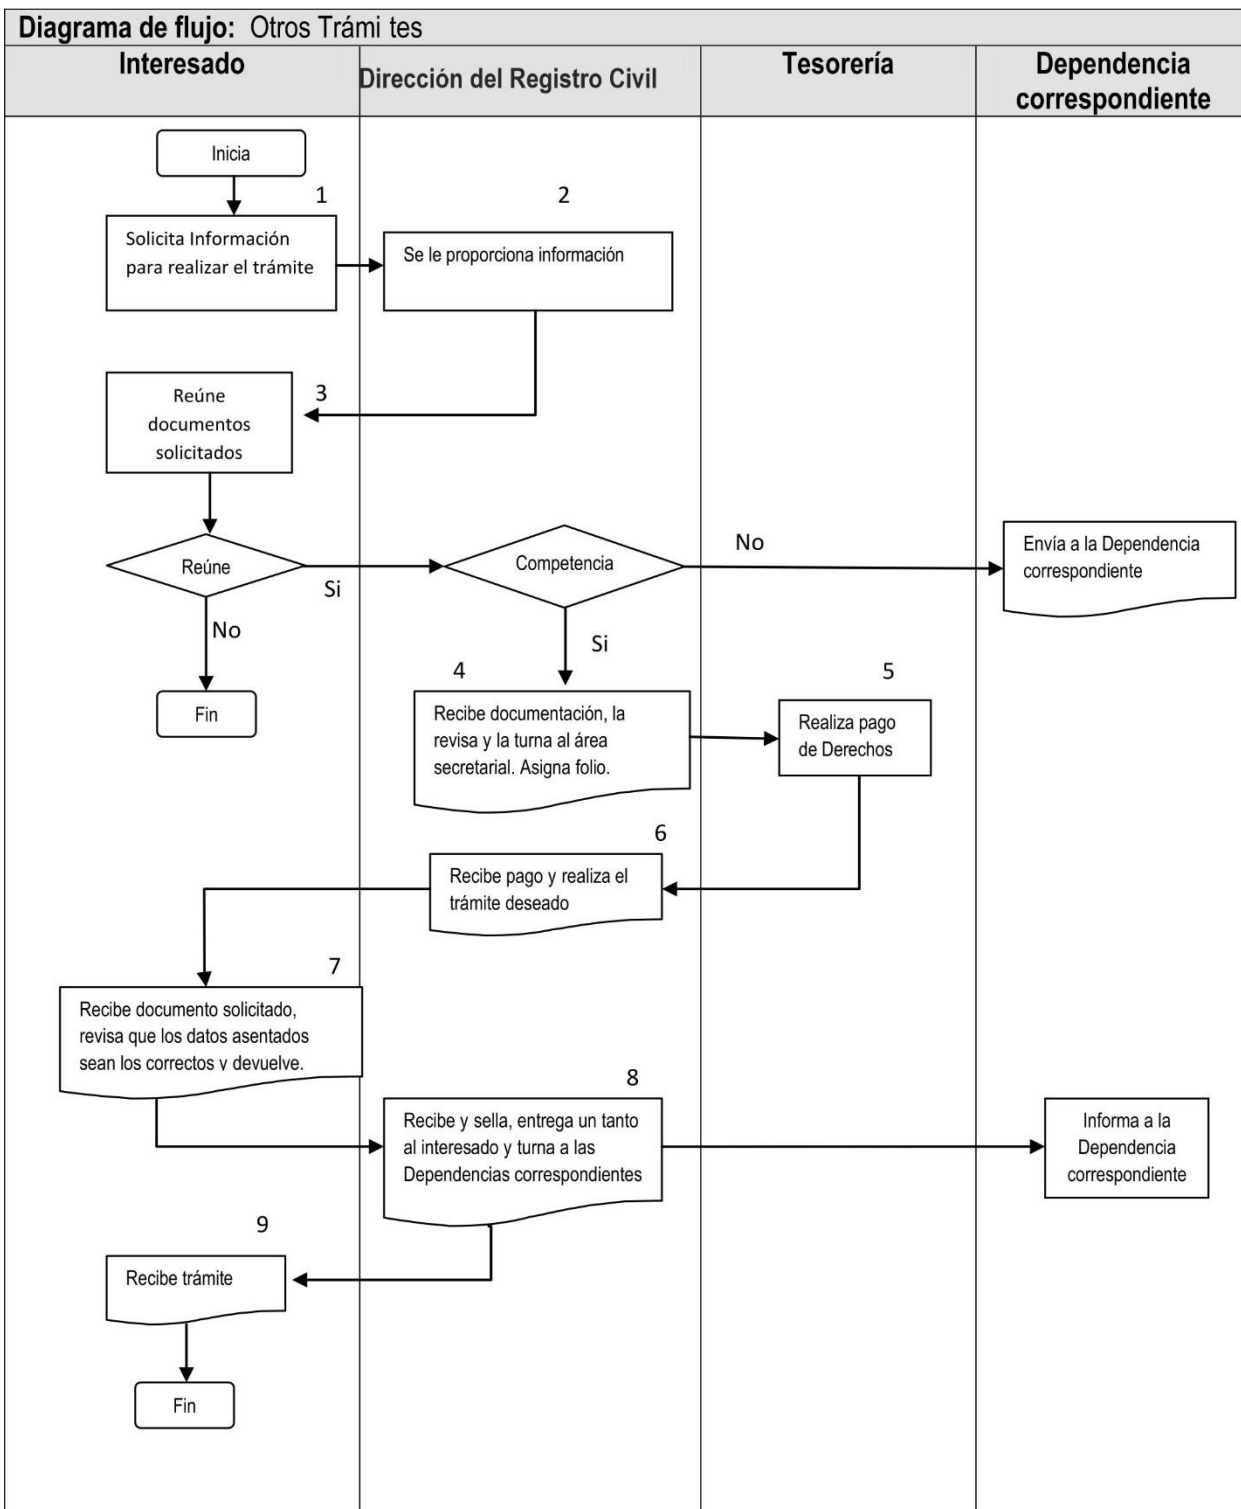 Diagrama de flujo: Otros Trámi tes
Interesado
Dirección del Registro Civil
Tesorería
Dependencia
correspondiente
Inicia
1
Solicita Información
para realizar el trámite
2
Se le proporciona información
3
Reúne
documentos
solicitados
Reúne
Si
No
Fin
Competencia
No
Si
Envía a la Dependencia
correspondiente
4
Recibe documentación, la
revisa y la turna al área
secretarial. Asigna folio.
5
Realiza pago
de Derechos
6
Recibe pago y realiza el
trámite deseado
7
Recibe documento solicitado,
revisa que los datos asentados
sean los correctos y devuelve.
8
Recibe y sella, entrega un tanto
al interesado y turna a las
Dependencias correspondientes
Informa a la
Dependencia
correspondiente
9
Recibe trámite
Fin